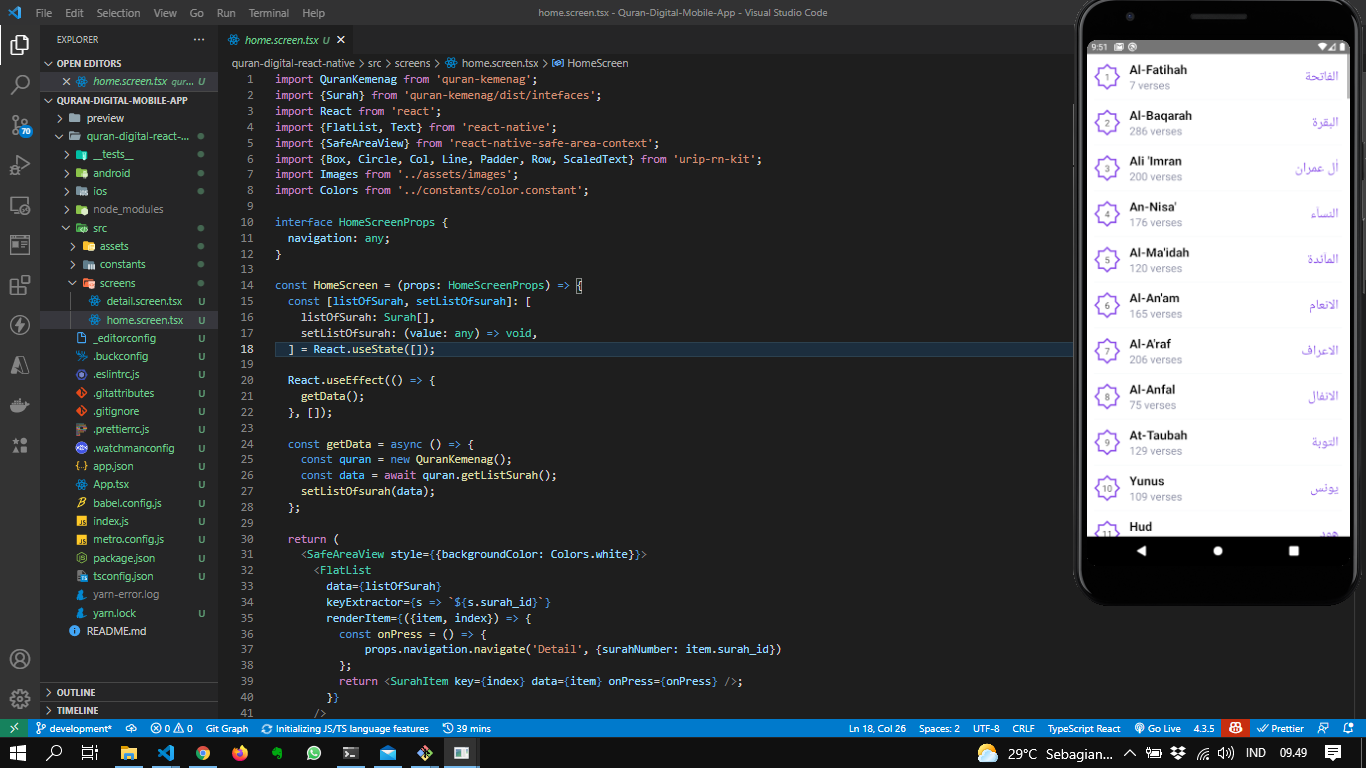 File Edit Selection View Go Run Terminal Help
home.screen.tsx - Quran-Digital-Mobile-App - Visual Studio Code
EXPLORER
OPEN EDITORS
home.screen.tsx qur... U
QURAN-DIGITAL-MOBILE-APP
preview
quran-digital-react-...
__tests__
android
ios
node_modules
src
assets
constants
screens
detail.screen.tsx U
home.screen.tsx U
_editorconfig U
.buckconfig U
.eslintrc.js U
.gitattributes U
.gitignore U
.prettierrc.js U
.watchmanconfig U
app.json U
App.tsx U
babel.config.js U
index.js U
metro.config.js U
package.json U
tsconfig.json U
yarn-error.log
yarn.lock U
README.md
OUTLINE
TIMELINE
70
home.screen.tsx U
quran-digital-react-native > src > screens > home.screen.tsx > HomeScreen
1 import QuranKemenag from 'quran-kemenag';
2 import {Surah} from 'quran-kemenag/dist/intefaces';
3 import React from 'react';
4 import {FlatList, Text} from 'react-native';
5 import {SafeAreaView} from 'react-native-safe-area-context';
6 import {Box, Circle, Col, Line, Padder, Row, ScaledText} from 'urip-rn-kit';
7 import Images from '../assets/images';
8 import Colors from '../constants/color.constant';
9
10 interface HomeScreenProps {
11 navigation: any;
12 }
13
14 const HomeScreen = (props: HomeScreenProps) => {
15 const [listOfSurah, setListOfsurah]: [
16 listOfSurah: Surah[],
17 setListOfsurah: (value: any) => void,
18 ] = React.useState([]);
19
20 React.useEffect(() => {
21 getData();
22 }, []);
23
24 const getData = async () => {
25 const quran = new QuranKemenag();
26 const data = await quran.getListSurah();
27 setListOfsurah(data);
28 };
29
30 return (
31 <SafeAreaView style={{backgroundColor: Colors.white}}>
32 <FlatList
33 data={listOfSurah}
34 keyExtractor={s => `${s.surah_id}`}
35 renderItem={({item, index}) => {
36 const onPress = () => {
37 props.navigation.navigate('Detail', {surahNumber: item.surah_id})
38 };
39 return <SurahItem key={index} data={item} onPress={onPress} />;
40 }}
41 />
9:51
1 Al-Fatihah الفاتحة
7 verses
2 Al-Baqarah البقرة
286 verses
3 Ali 'Imran اٰل عمران
200 verses
4 An-Nisa' النساۤء
176 verses
5 Al-Ma'idah الماۤئدة
120 verses
6 Al-An'am الانعام
165 verses
7 Al-A'raf الاعراف
206 verses
8 Al-Anfal الانفال
75 verses
9 At-Taubah التوبة
129 verses
10 Yunus يونس
109 verses
11 Hud هود
development* 0 0 Git Graph Initializing JS/TS language features 39 mins Ln 18, Col 26 Spaces: 2 UTF-8 CRLF TypeScript React Go Live 4.3.5 Prettier
29°C Sebagian... IND 09.49